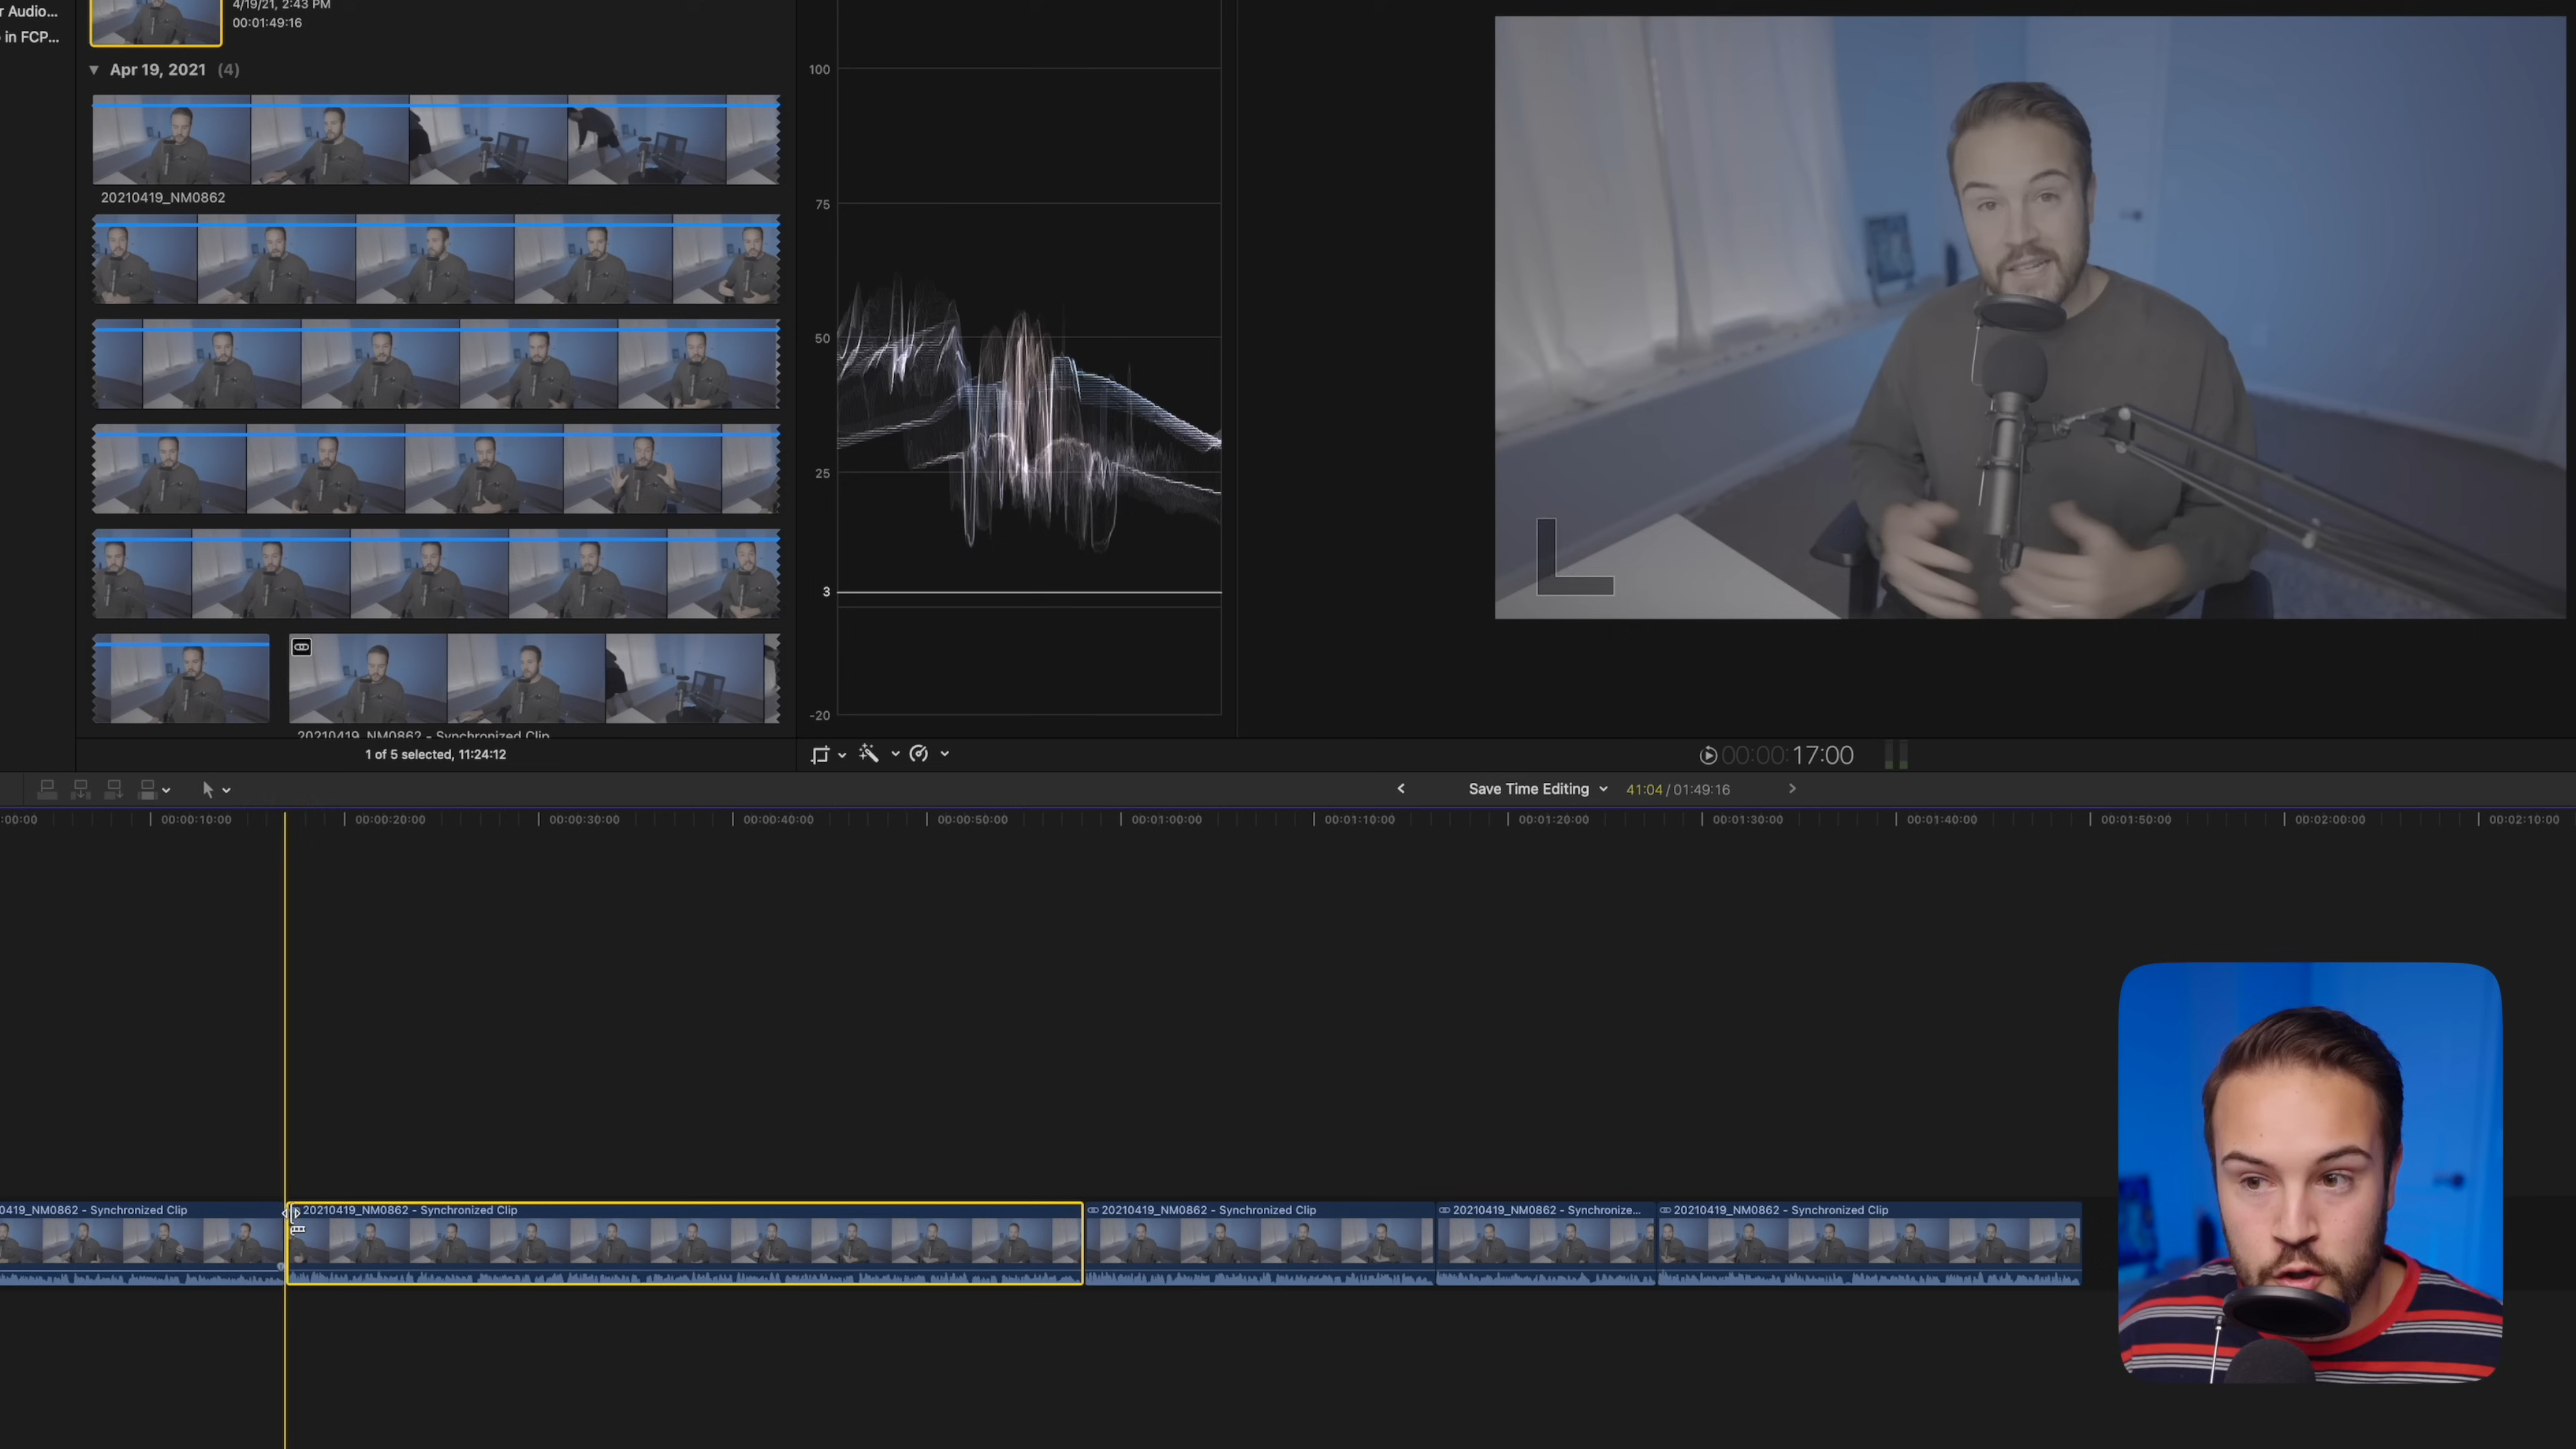 r Audio...
in FCP...
4/19/21, 2:43 PM
00:01:49:16
Apr 19, 2021 (4)
20210419_NM0862
20210419_NM0862 - Synchronized Clip
1 of 5 selected, 11:24:12
100
75
50
25
3
-20
00:00:17:00
Save Time Editing
41:04 / 01:49:16
:00:00
00:00:10:00
00:00:20:00
00:00:30:00
00:00:40:00
00:00:50:00
00:01:00:00
00:01:10:00
00:01:20:00
00:01:30:00
00:01:40:00
00:01:50:00
00:02:00:00
00:02:10:00
0419_NM0862 - Synchronized Clip
20210419_NM0862 - Synchronized Clip
20210419_NM0862 - Synchronized Clip
20210419_NM0862 - Synchronize...
20210419_NM0862 - Synchronized Clip